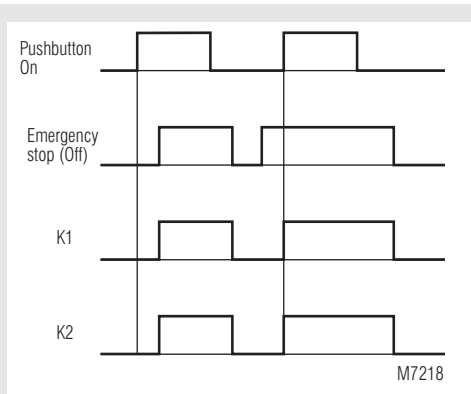 Pushbutton
On
Emergency
stop (Off)
K1
K2
M7218